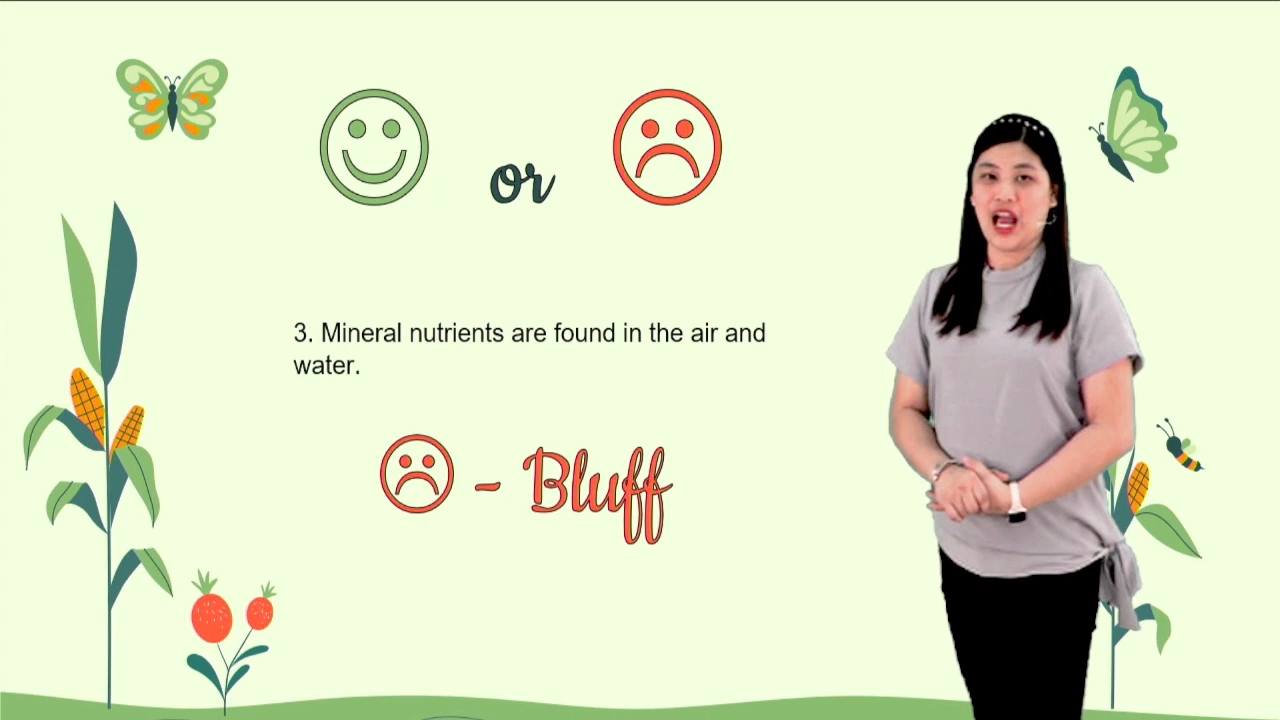 or
3. Mineral nutrients are found in the air and
water.
- Bluff